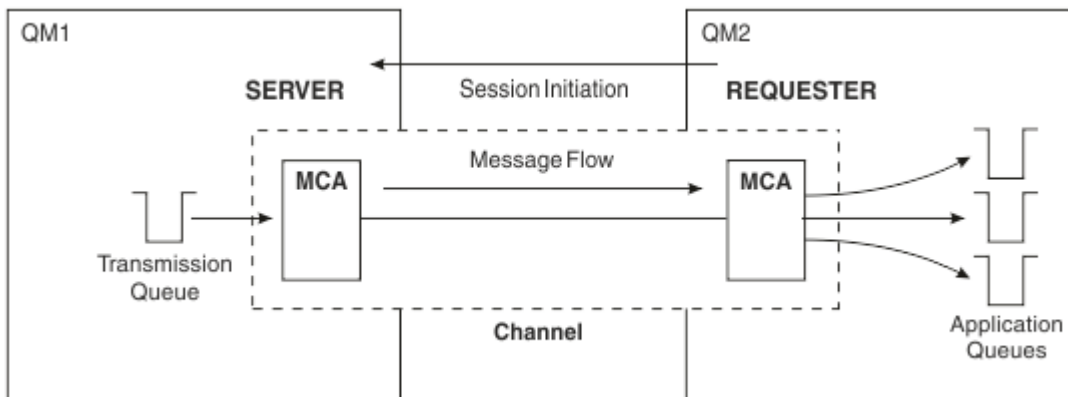 QM1
QM2
Session Initiation
SERVER
REQUESTER
Message Flow
MCA
MCA
Transmission
Queue
Channel
Application
Queues